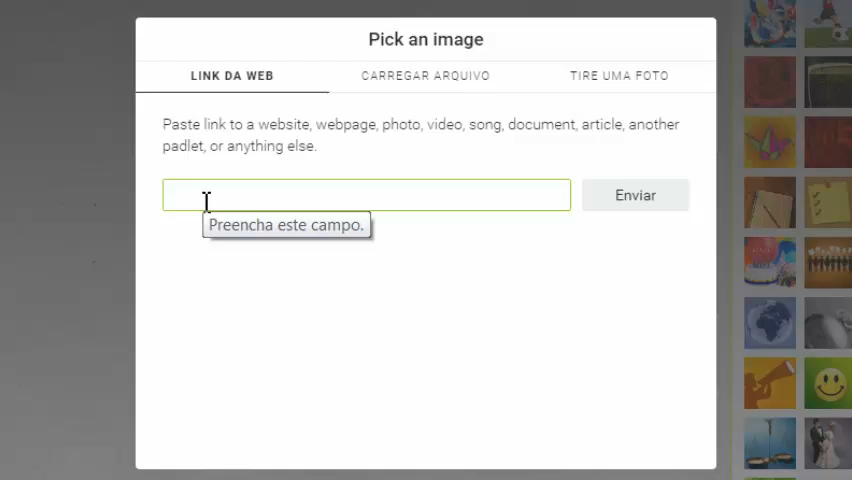 Pick an image
LINK DA WEB
CARREGAR ARQUIVO
TIRE UMA FOTO
Paste link to a website, webpage, photo, video, song, document, article, another
padlet, or anything else.
Enviar
Preencha este campo.